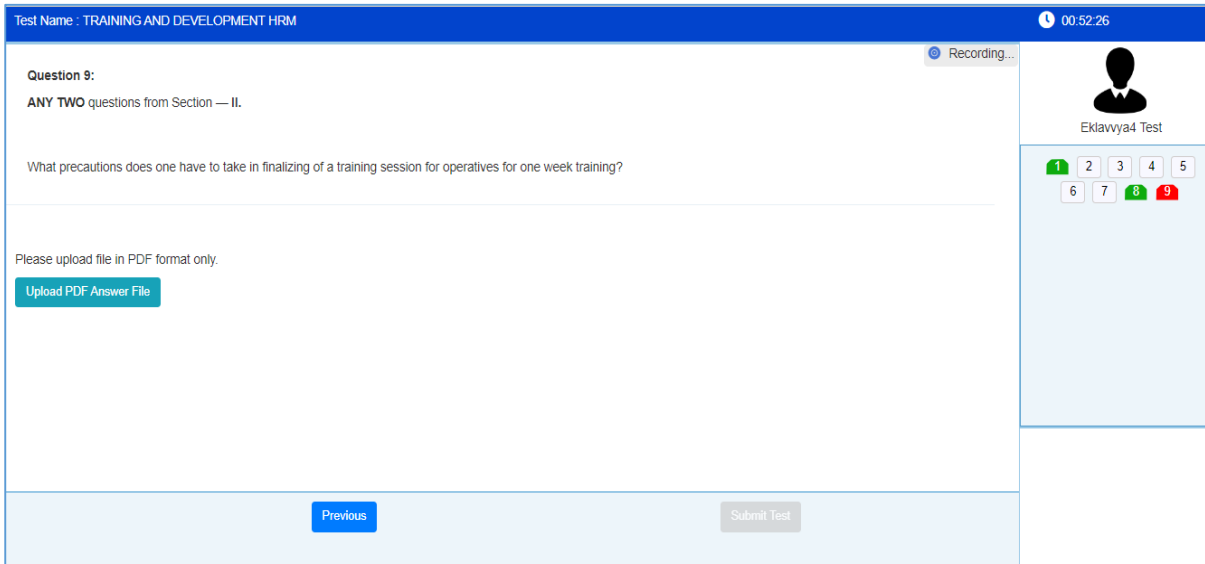 Test Name : TRAINING AND DEVELOPMENT HRM
00:52:26
Recording...
Question 9:
ANY TWO questions from Section — II.
Eklavvya4 Test
What precautions does one have to take in finalizing of a training session for operatives for one week training?
1 2 3 4 5
6 7 8 9
Please upload file in PDF format only.
Upload PDF Answer File
Previous
Submit Test